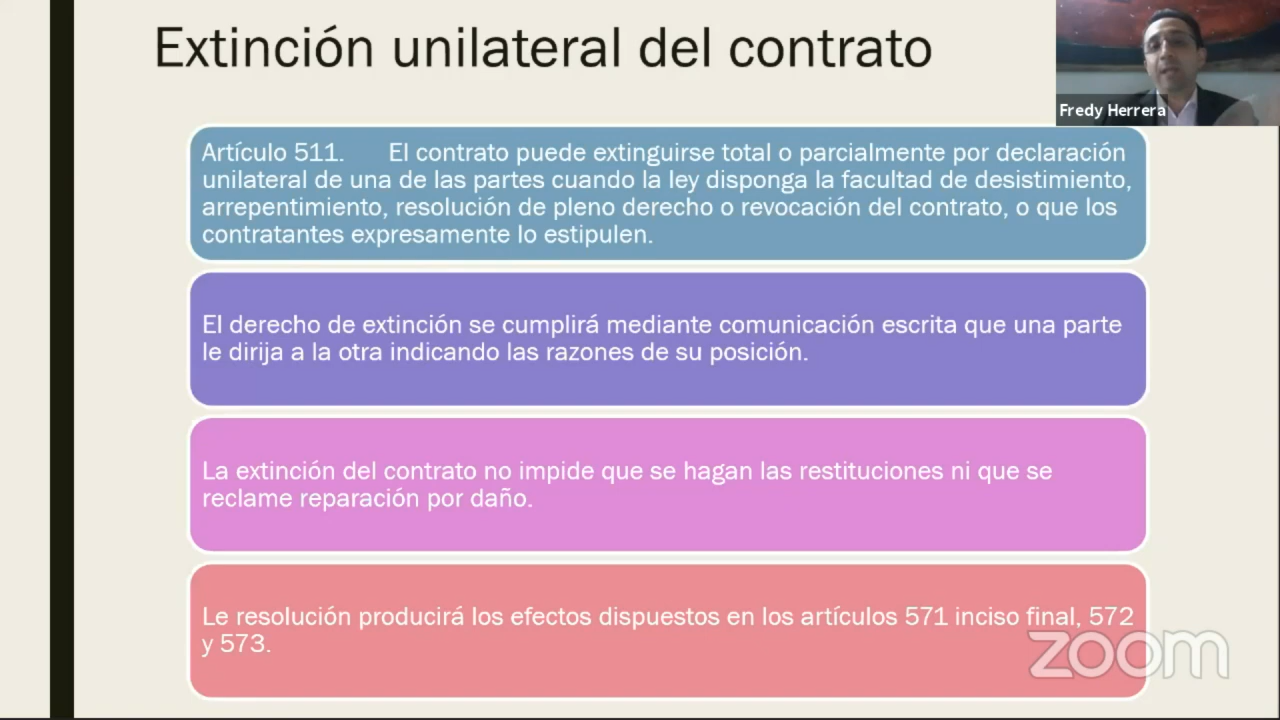 Extinción unilateral del contrato
Fredy Herrera
Artículo 511. El contrato puede extinguirse total o parcialmente por declaración
unilateral de una de las partes cuando la ley disponga la facultad de desistimiento,
arrepentimiento, resolución de pleno derecho o revocación del contrato, o que los
contratantes expresamente lo estipulen.
El derecho de extinción se cumplirá mediante comunicación escrita que una parte
le dirija a la otra indicando las razones de su posición.
La extinción del contrato no impide que se hagan las restituciones ni que se
reclame reparación por daño.
Le resolución producirá los efectos dispuestos en los artículos 571 inciso final, 572
y 573.
zoom